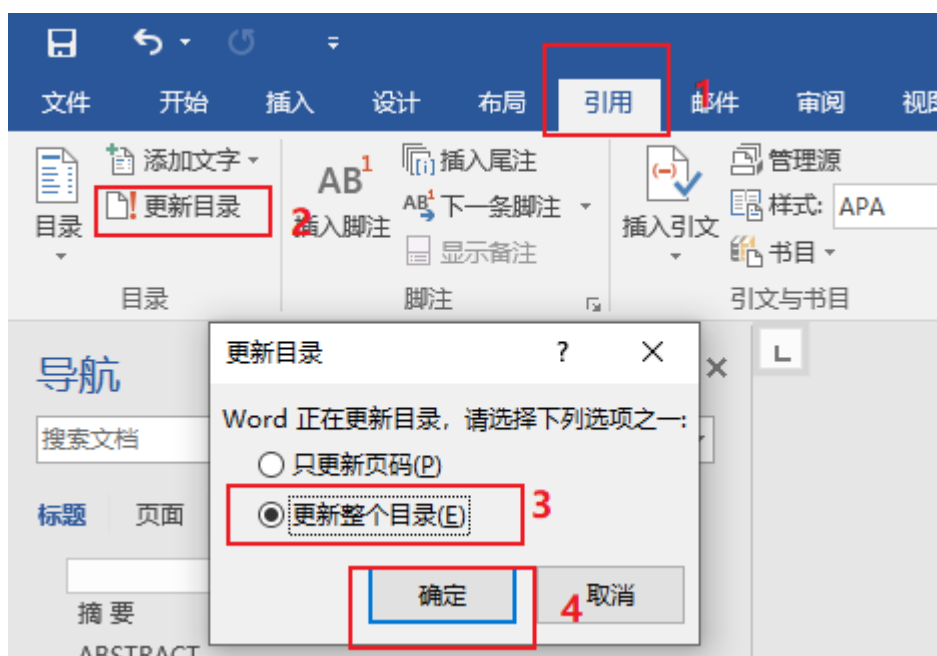 文件 开始 插入 设计 布局 引用 1 邮件 审阅 视图
添加文字
更新目录
2
目录
目录
AB1
插入脚注
插入尾注
AB1 下一条脚注
显示备注
脚注
插入引文
管理源
样式: APA
书目
引文与书目
导航
搜索文档
标题 页面
摘 要
ABSTRACT
更新目录 ?
Word 正在更新目录, 请选择下列选项之一:
只更新页码(P)
更新整个目录(E)
3
确定
4
取消